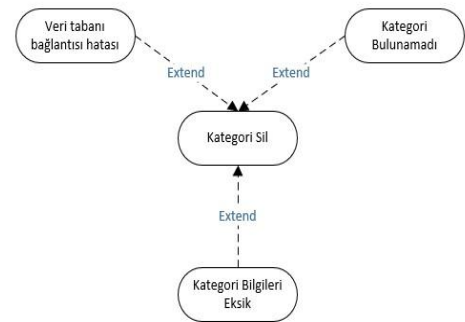 Veri tabanı
bağlantısı hatası
Kategori
Bulunamadı
Extend
Extend
Kategori Sil
Extend
Kategori Bilgileri
Eksik